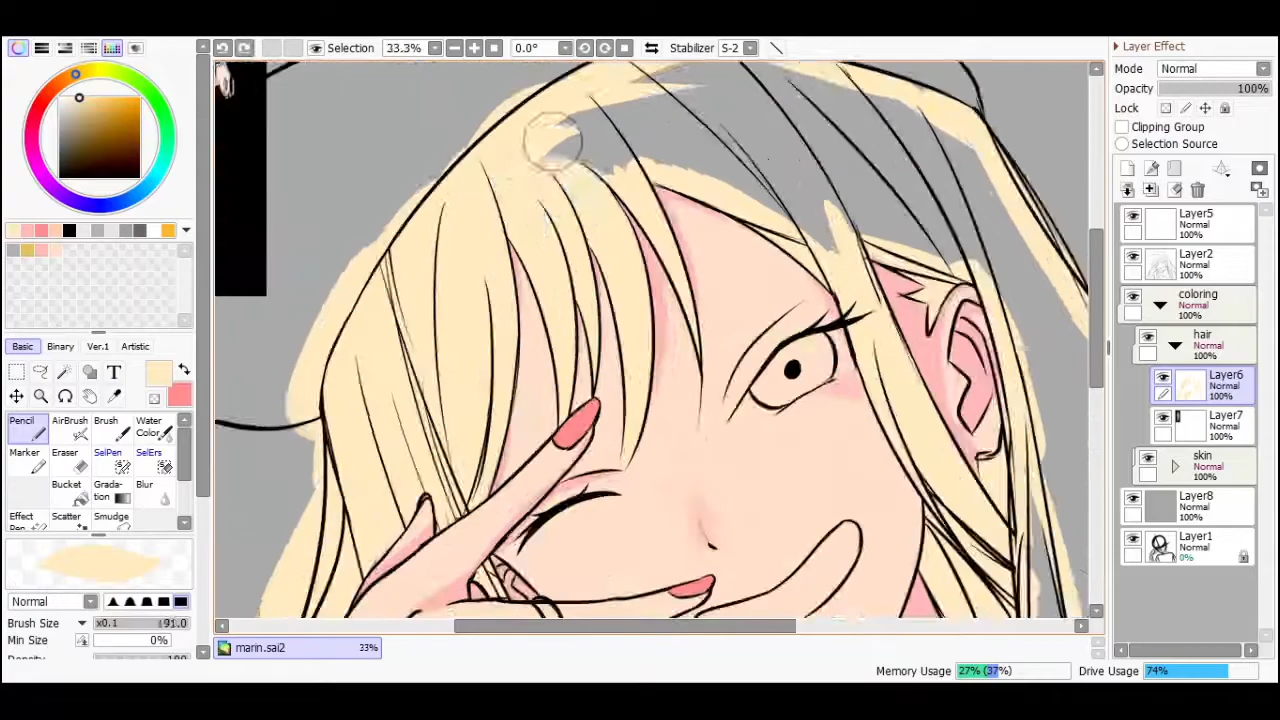 Selection
33.3%
0.0°
Stabilizer
S-2
Layer Effect
Mode
Normal
Opacity
100%
Lock
Clipping Group
Selection Source
Layer5
Normal
100%
Layer2
Normal
100%
coloring
Normal
100%
hair
Normal
100%
Layer6
Normal
100%
Layer7
Normal
100%
skin
Normal
100%
Layer8
Normal
100%
Layer1
Normal
0%
Basic
Binary
Ver.1
Artistic
T
Pencil
AirBrush
Brush
Water
Color
Marker
Eraser
SelPen
SelErs
Bucket
Grada-
tion
Blur
Effect
Pen
Scatter
Smudge
Normal
Brush Size
x0.1
191.0
Min Size
0%
marin.sai2
33%
Memory Usage
27% (37%)
Drive Usage
74%